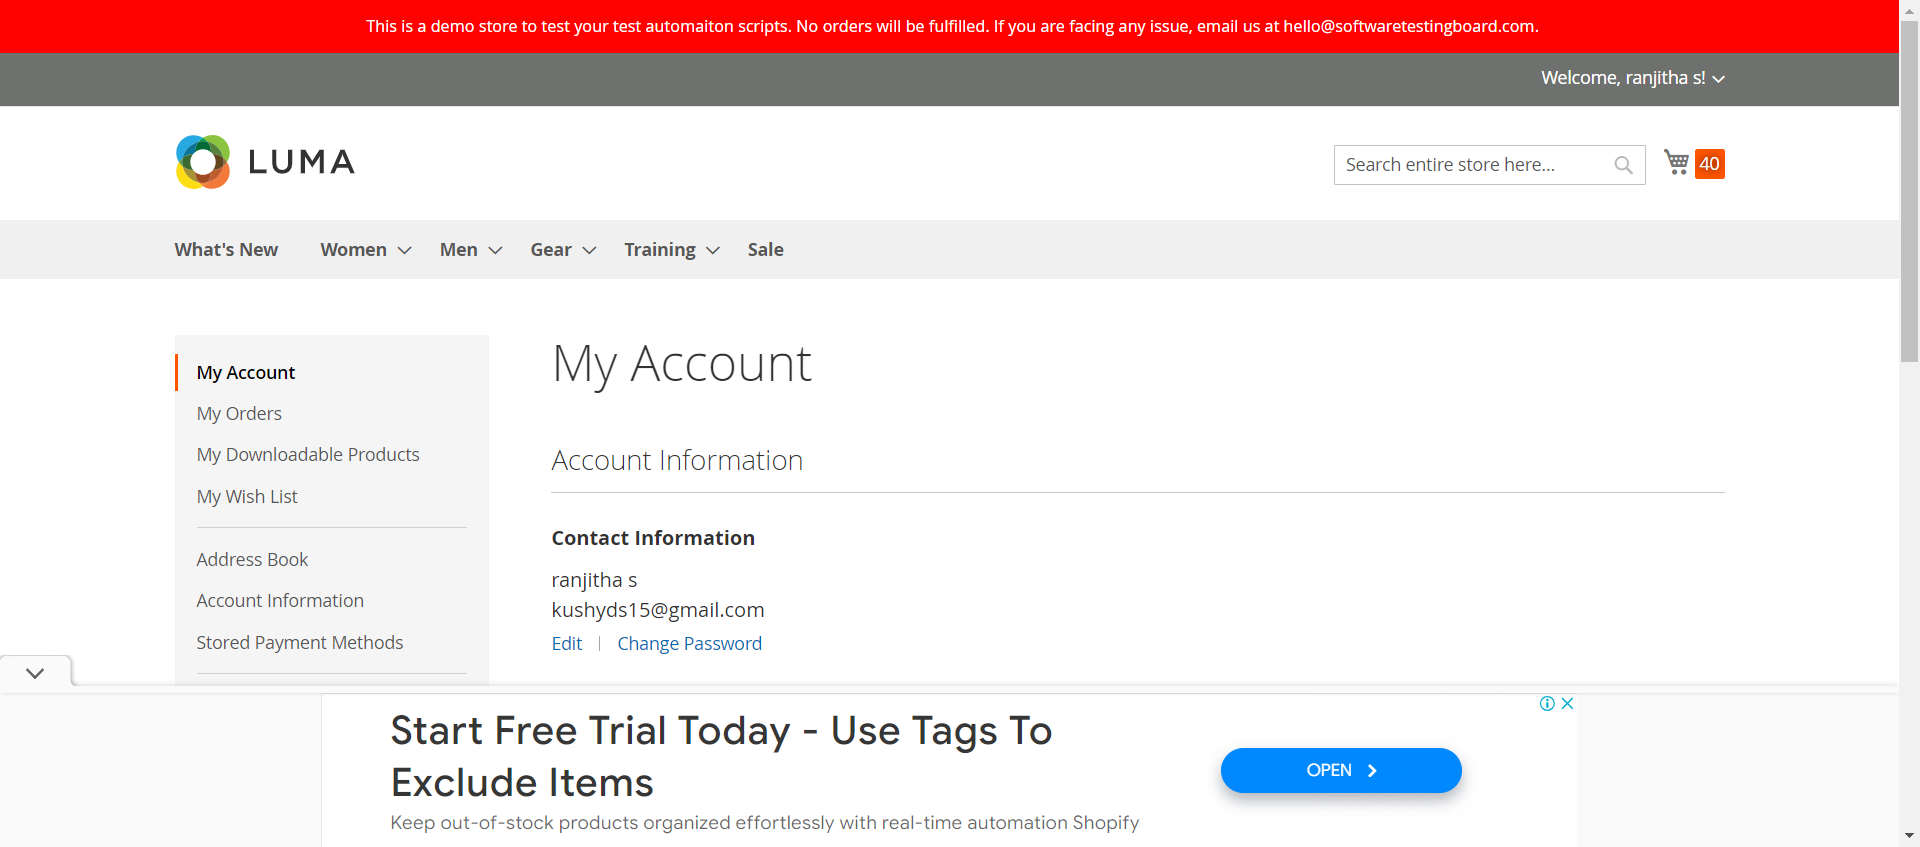 This is a demo store to test your test automaiton scripts. No orders will be fulfilled. If you are facing any issue, email us at hello@softwaretestingboard.com.
Welcome, ranjitha s!
LUMA
Search entire store here...
40
What's New Women Men Gear Training Sale
My Account
My Orders
My Downloadable Products
My Wish List
Address Book
Account Information
Stored Payment Methods
My Account
Account Information
Contact Information
ranjitha s
kushyds15@gmail.com
Edit | Change Password
Start Free Trial Today - Use Tags To
Exclude Items
Keep out-of-stock products organized effortlessly with real-time automation Shopify
OPEN